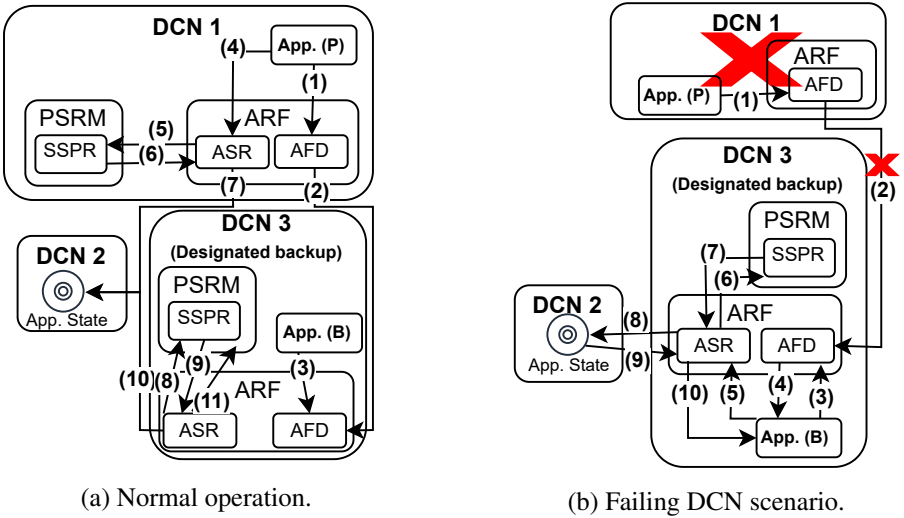 DCN 1
(4)
App. (P)
(1)
PSRM
ARF
(5)
SSPR
(6)
ASR
AFD
(7)
(2)
DCN 3
(Designated backup)
DCN 2
App. State
PSRM
SSPR
App. (B)
(9)
(3)
(10)
(8)
(11)
ARF
ASR
AFD
(a) Normal operation.
DCN 1
ARF
AFD
App. (P)
(1)
(2)
DCN 3
(Designated backup)
PSRM
(7)
SSPR
(6)
DCN 2
(8)
ARF
App. State
(9)
ASR
AFD
(10)
(5)
(4)
(3)
App. (B)
(b) Failing DCN scenario.